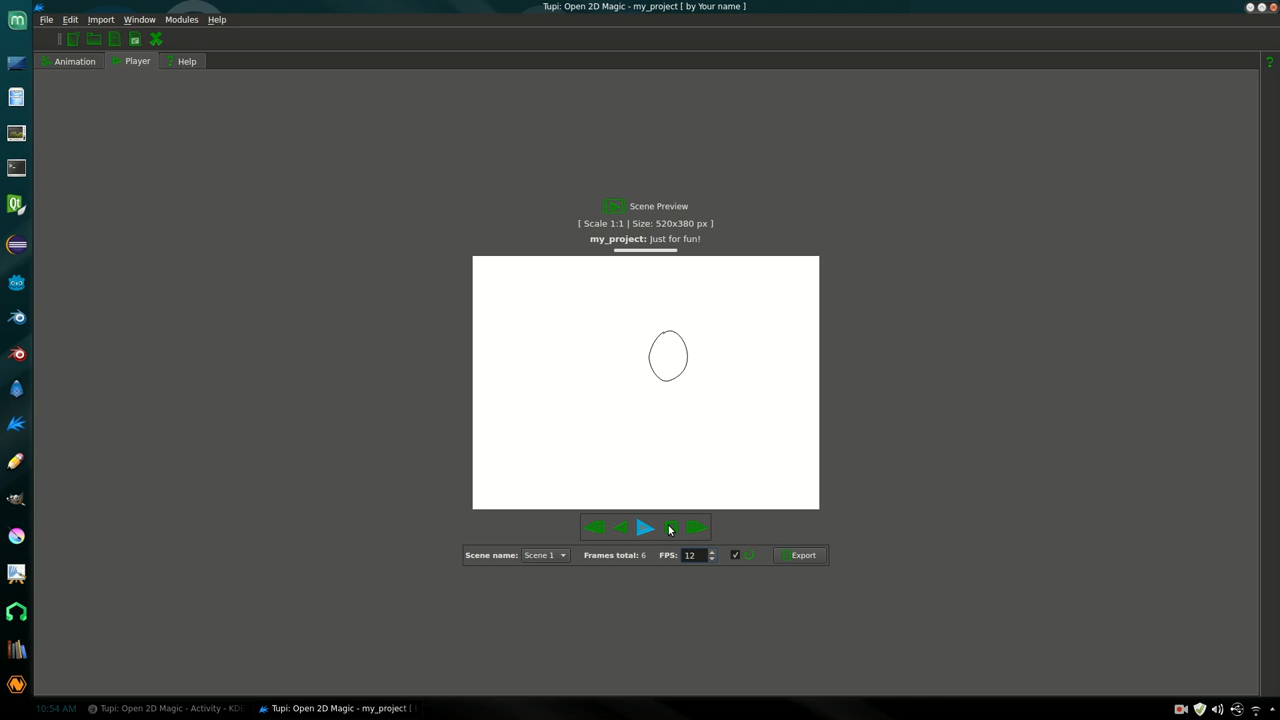 Tupi: Open 2D Magic - my_project [ by Your name ]
File Edit Import Window Modules Help
Animation Player Help
Scene Preview
[ Scale 1:1 | Size: 520x380 px ]
my_project: Just for fun!
Scene name: Scene 1 Frames total: 6 FPS: 12 Export
10:54 AM Tupi: Open 2D Magic - Activity - KDE Tupi: Open 2D Magic - my_project [